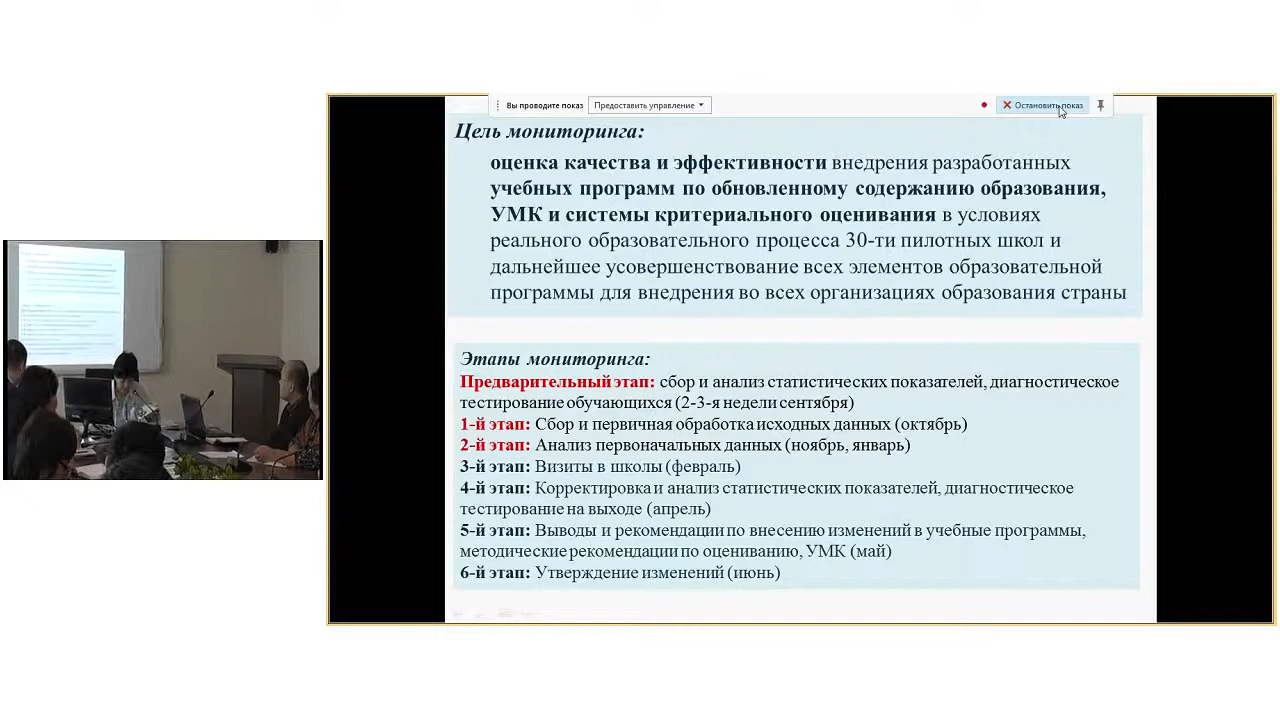 Вы проводите показ Предоставить управление Остановить показ
Цель мониторинга:
оценка качества и эффективности внедрения разработанных
учебных программ по обновленному содержанию образования,
УМК и системы критериального оценивания в условиях
реального образовательного процесса 30-ти пилотных школ и
дальнейшее усовершенствование всех элементов образовательной
программы для внедрения во всех организациях образования страны
Этапы мониторинга:
Предварительный этап: сбор и анализ статистических показателей, диагностическое
тестирование обучающихся (2-3-я недели сентября)
1-й этап: Сбор и первичная обработка исходных данных (октябрь)
2-й этап: Анализ первоначальных данных (ноябрь, январь)
3-й этап: Визиты в школы (февраль)
4-й этап: Корректировка и анализ статистических показателей, диагностическое
тестирование на выходе (апрель)
5-й этап: Выводы и рекомендации по внесению изменений в учебные программы,
методические рекомендации по оцениванию, УМК (май)
6-й этап: Утверждение изменений (июнь)